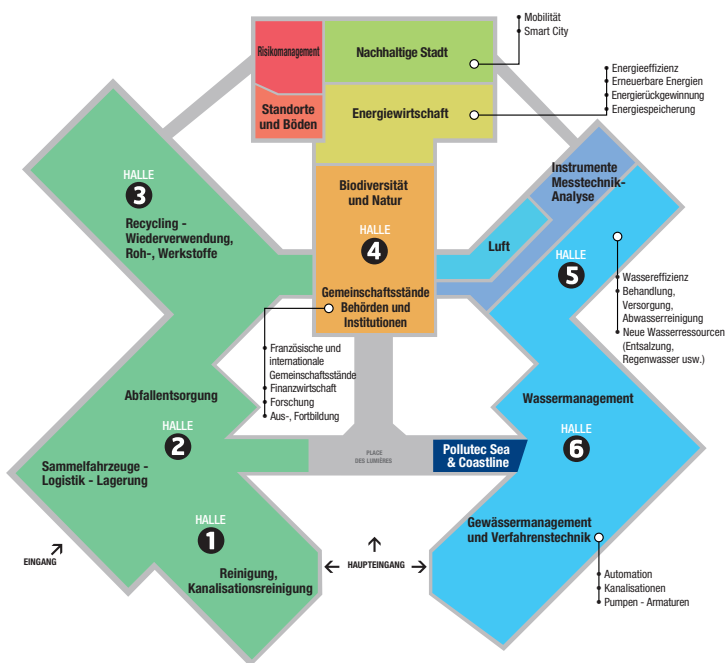 Mobilität
Smart City
Risikomanagement
Nachhaltige Stadt
Energieeffizienz
Erneuerbare Energien
Energierückgewinnung
Energiespeicherung
Standorte
und Böden
Energiewirtschaft
HALLE
3
Recycling -
Wiederverwendung,
Roh-, Werkstoffe
Biodiversität
und Natur
HALLE
4
Gemeinschaftsstände
Behörden und
Institutionen
Instrumente
Messtechnik-
Analyse
Luft
HALLE
5
Wassereffizienz
Behandlung,
Versorgung,
Abwasserreinigung
Neue Wasserressourcen
(Entsalzung,
Regenwasser usw.)
Französische und
internationale
Gemeinschaftsstände
Finanzwirtschaft
Forschung
Aus-, Fortbildung
Abfallentsorgung
HALLE
2
Sammelfahrzeuge -
Logistik - Lagerung
PLACE
DES LUMIÈRES
Pollutec Sea
& Coastline
Wassermanagement
HALLE
6
Gewässermanagement
und Verfahrenstechnik
HALLE
1
Reinigung,
Kanalisationsreinigung
EINGANG
HAUPTEINGANG
Automation
Kanalisationen
Pumpen - Armaturen